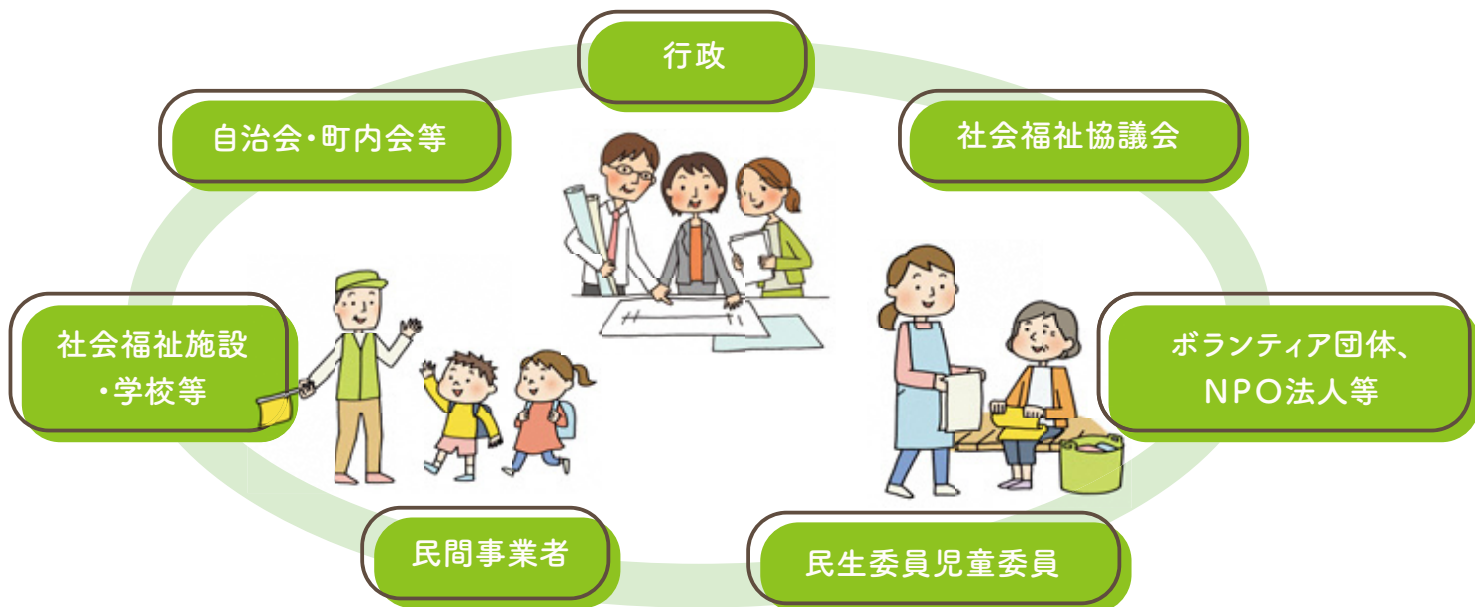 行政
自治会・町内会等
社会福祉協議会
社会福祉施設
・学校等
ボランティア団体、
NPO法人等
民間事業者
民生委員児童委員